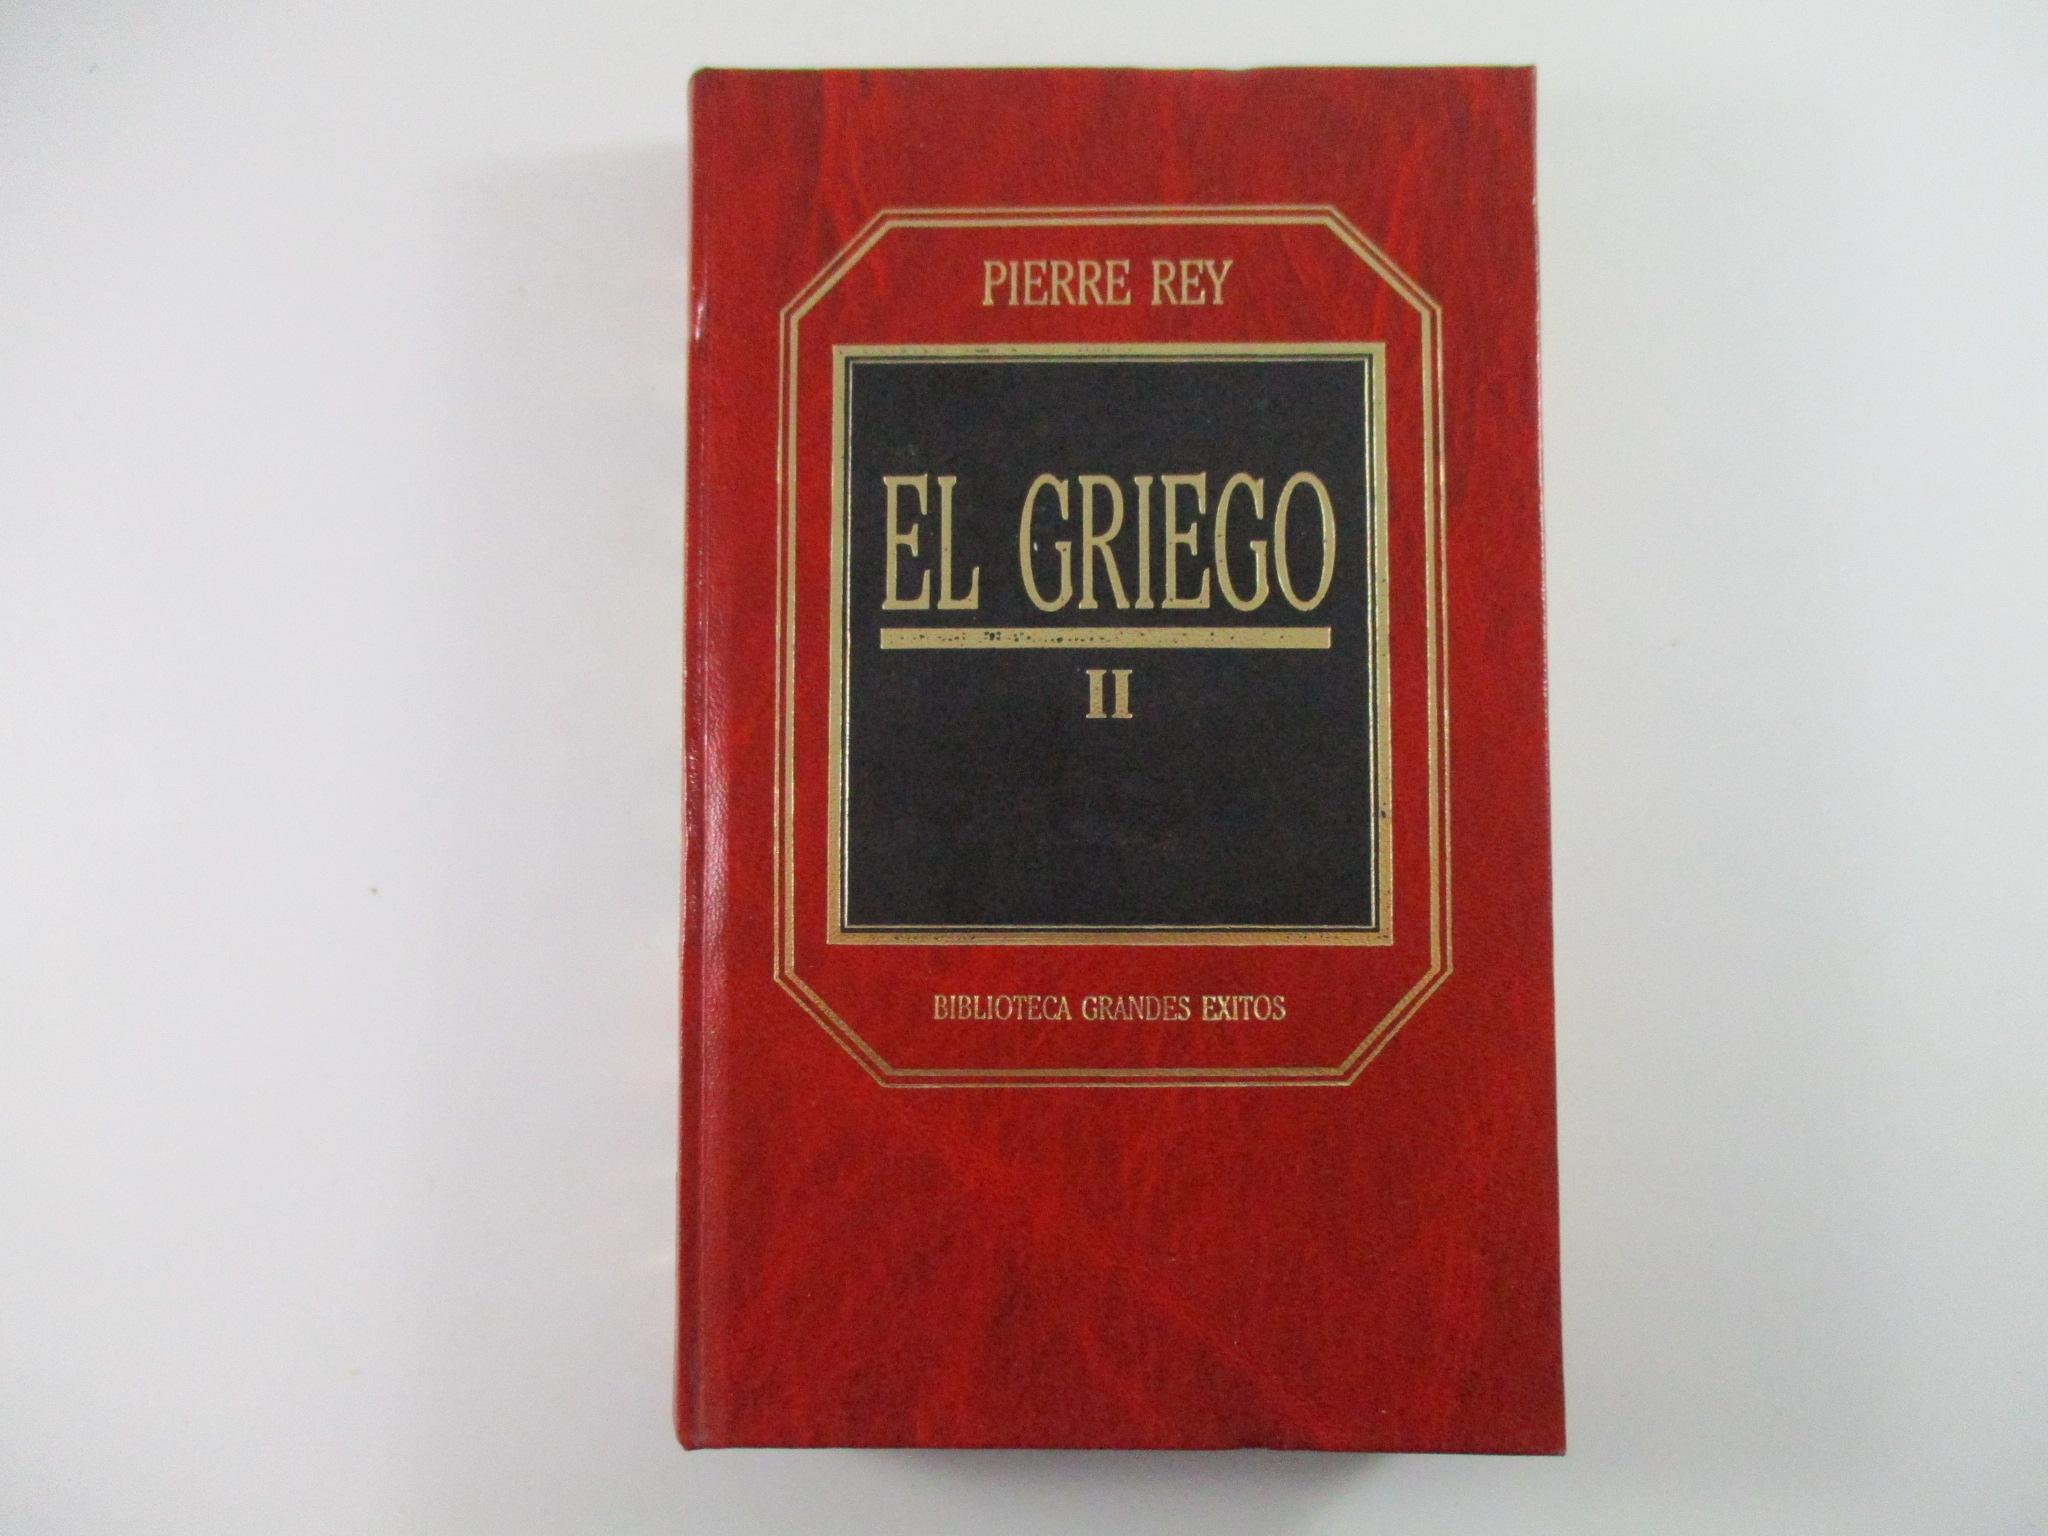 PIERRE REY
EL GRIEGO
II
BIBLIOTECA GRANDES EXITOS